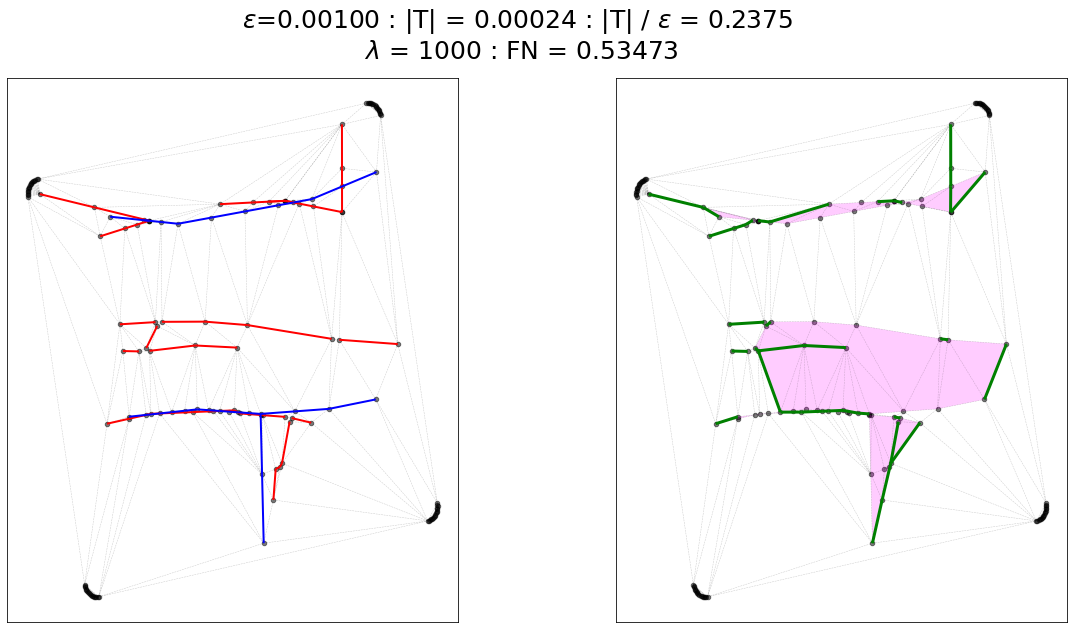 ε=0.00100 : |T| = 0.00024 : |T| / ε = 0.2375
λ = 1000 : FN = 0.53473